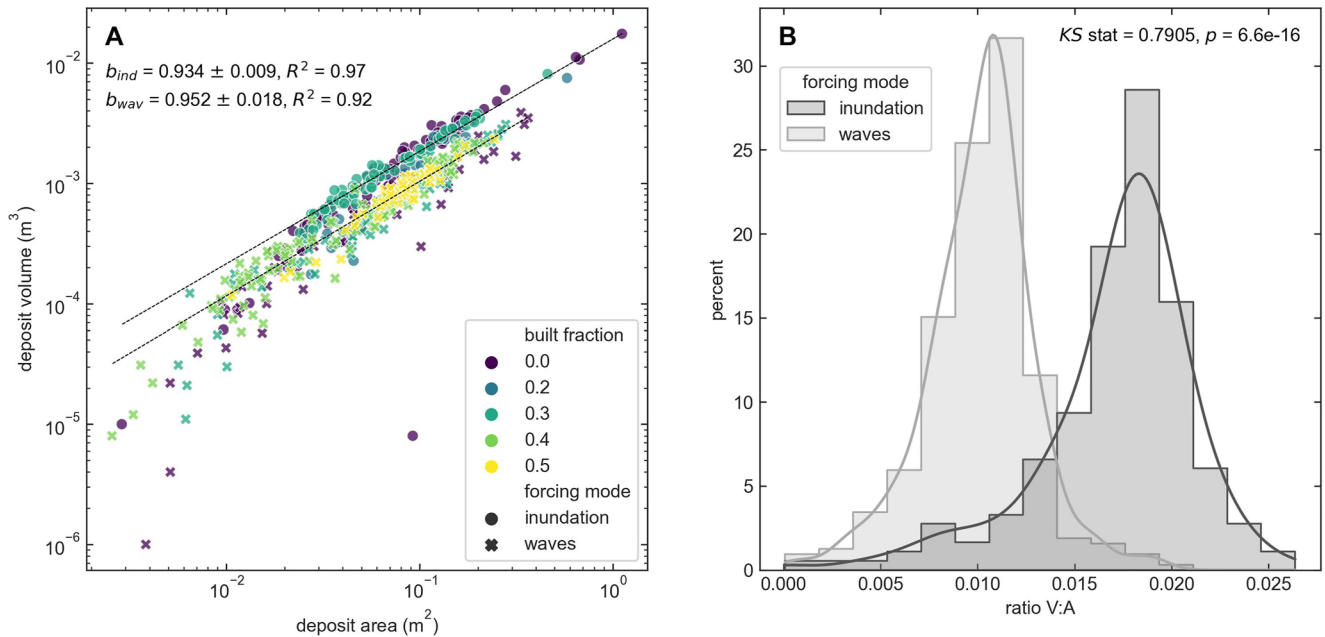 A
b_ind = 0.934 ± 0.009, R² = 0.97
b_wav = 0.952 ± 0.018, R² = 0.92
deposit volume (m³)
10⁻²
10⁻³
10⁻⁴
10⁻⁵
10⁻⁶
built fraction
0.0
0.2
0.3
0.4
0.5
forcing mode
inundation
waves
10⁻² 10⁻¹ 10⁰
deposit area (m²)
B
KS stat = 0.7905, p = 6.6e-16
forcing mode
inundation
waves
percent
30
25
20
15
10
5
0
0.000 0.005 0.010 0.015 0.020 0.025
ratio V:A